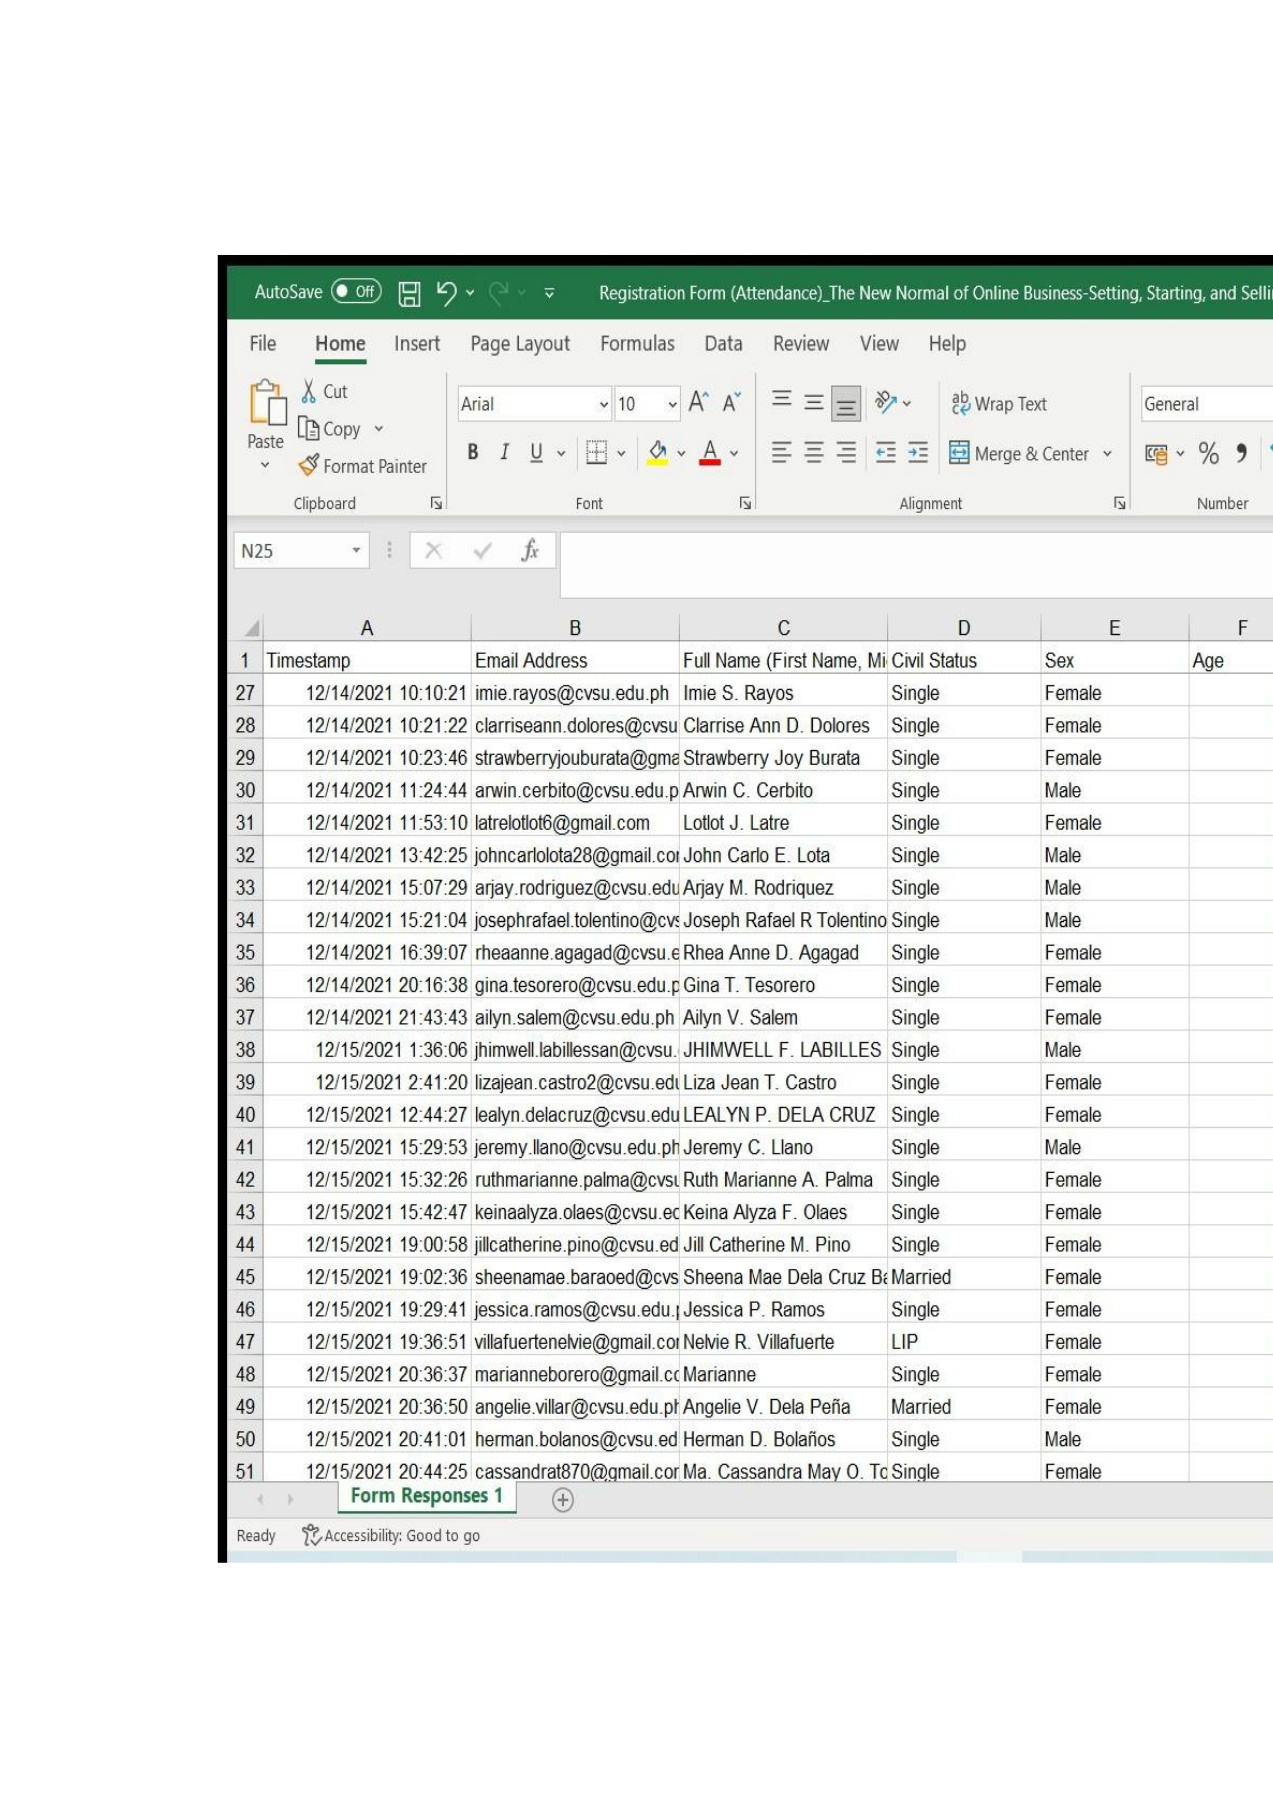 AutoSave Off Registration Form (Attendance)_The New Normal of Online Business-Setting, Starting, and Selli
File Home Insert Page Layout Formulas Data Review View Help
Cut
Arial 10 Wrap Text General
Paste Copy
B I U A Merge & Center % 9
Format Painter
Clipboard Font Alignment Number
N25 fx
A B C D E F
1 Timestamp Email Address Full Name (First Name, Mi Civil Status Sex Age
27 12/14/2021 10:10:21 imie.rayos@cvsu.edu.ph Imie S. Rayos Single Female
28 12/14/2021 10:21:22 clarriseann.dolores@cvsu Clarrise Ann D. Dolores Single Female
29 12/14/2021 10:23:46 strawberryjouburata@gma Strawberry Joy Burata Single Female
30 12/14/2021 11:24:44 arwin.cerbito@cvsu.edu.p Arwin C. Cerbito Single Male
31 12/14/2021 11:53:10 latrelotlot6@gmail.com Lotlot J. Latre Single Female
32 12/14/2021 13:42:25 johncarlolota28@gmail.co John Carlo E. Lota Single Male
33 12/14/2021 15:07:29 arjay.rodriguez@cvsu.edu Arjay M. Rodriquez Single Male
34 12/14/2021 15:21:04 josephrafael.tolentino@cvs Joseph Rafael R Tolentino Single Male
35 12/14/2021 16:39:07 rheaanne.agagad@cvsu.e Rhea Anne D. Agagad Single Female
36 12/14/2021 20:16:38 gina.tesorero@cvsu.edu.p Gina T. Tesorero Single Female
37 12/14/2021 21:43:43 ailyn.salem@cvsu.edu.ph Ailyn V. Salem Single Female
38 12/15/2021 1:36:06 jhimwell.labillessan@cvsu. JHIMWELL F. LABILLES Single Male
39 12/15/2021 2:41:20 lizajean.castro2@cvsu.edu Liza Jean T. Castro Single Female
40 12/15/2021 12:44:27 lealyn.delacruz@cvsu.edu LEALYN P. DELA CRUZ Single Female
41 12/15/2021 15:29:53 jeremy.llano@cvsu.edu.ph Jeremy C. Llano Single Male
42 12/15/2021 15:32:26 ruthmarianne.palma@cvsu Ruth Marianne A. Palma Single Female
43 12/15/2021 15:42:47 keinaalyza.olaes@cvsu.ed Keina Alyza F. Olaes Single Female
44 12/15/2021 19:00:58 jillcatherine.pino@cvsu.ed Jill Catherine M. Pino Single Female
45 12/15/2021 19:02:36 sheenamae.baraoed@cvs Sheena Mae Dela Cruz Ba Married Female
46 12/15/2021 19:29:41 jessica.ramos@cvsu.edu. Jessica P. Ramos Single Female
47 12/15/2021 19:36:51 villafuertenelvie@gmail.co Nelvie R. Villafuerte LIP Female
48 12/15/2021 20:36:37 marianneborero@gmail.co Marianne Single Female
49 12/15/2021 20:36:50 angelie.villar@cvsu.edu.ph Angelie V. Dela Peña Married Female
50 12/15/2021 20:41:01 herman.bolanos@cvsu.ed Herman D. Bolaños Single Male
51 12/15/2021 20:44:25 cassandrat870@gmail.co Ma. Cassandra May O. To Single Female
Form Responses 1
Ready Accessibility: Good to go